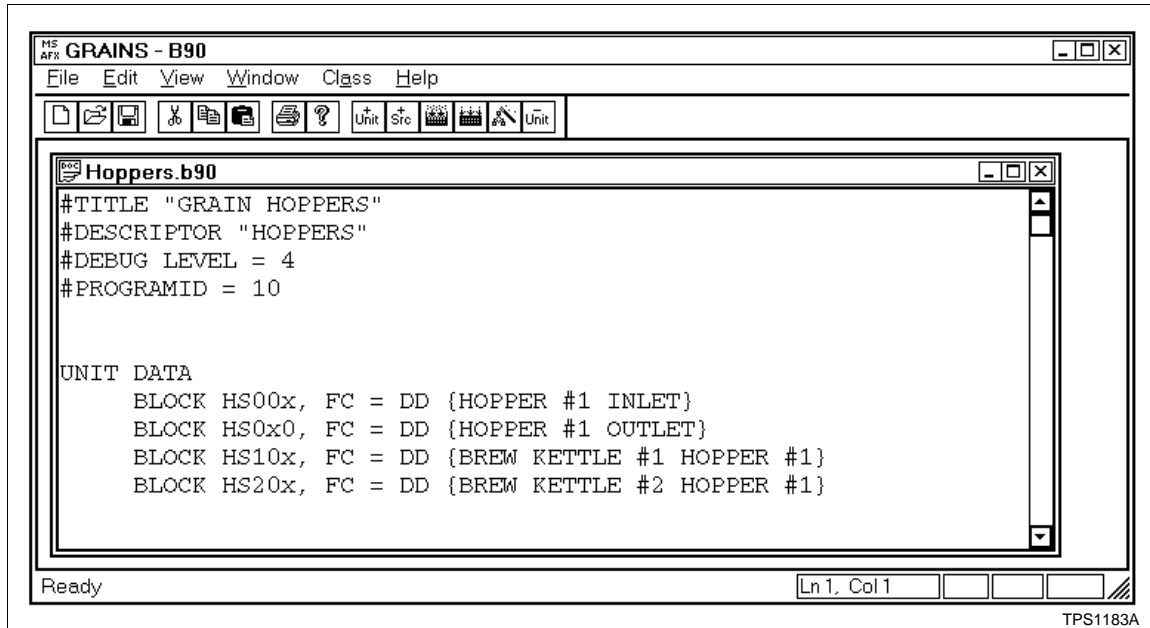 MS
AFX GRAINS - B90
File Edit View Window Class Help
+
Unit
+
Src
–
Unit
DOC Hoppers.b90
#TITLE "GRAIN HOPPERS"
#DESCRIPTOR "HOPPERS"
#DEBUG LEVEL = 4
#PROGRAMID = 10
UNIT DATA
BLOCK HS00x, FC = DD {HOPPER #1 INLET}
BLOCK HS0x0, FC = DD {HOPPER #1 OUTLET}
BLOCK HS10x, FC = DD {BREW KETTLE #1 HOPPER #1}
BLOCK HS20x, FC = DD {BREW KETTLE #2 HOPPER #1}
Ready Ln 1, Col 1
TPS1183A